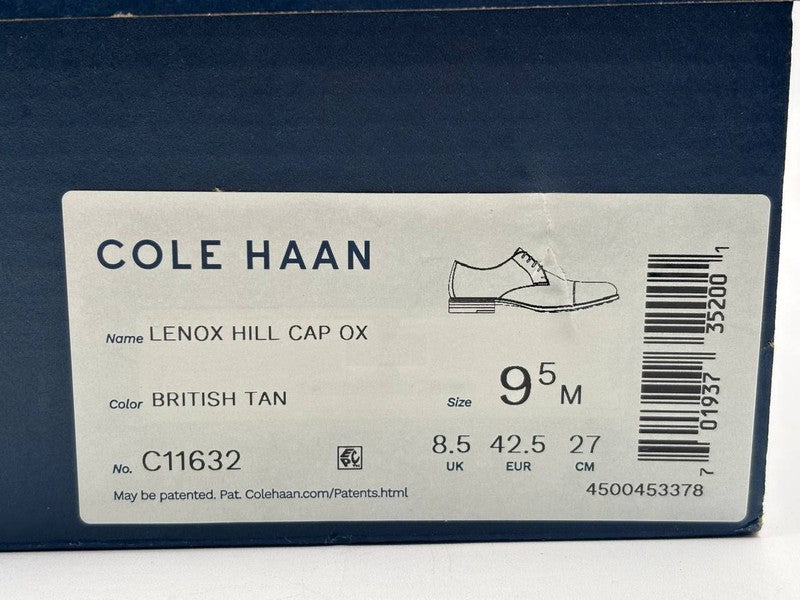 COLE HAAN
Name LENOX HILL CAP OX
Color BRITISH TAN
Size 9⁵ M
No. C11632
8.5 42.5 27
UK EUR CM
May be patented. Pat. Colehaan.com/Patents.html
4500453378
7 01937 35200 1